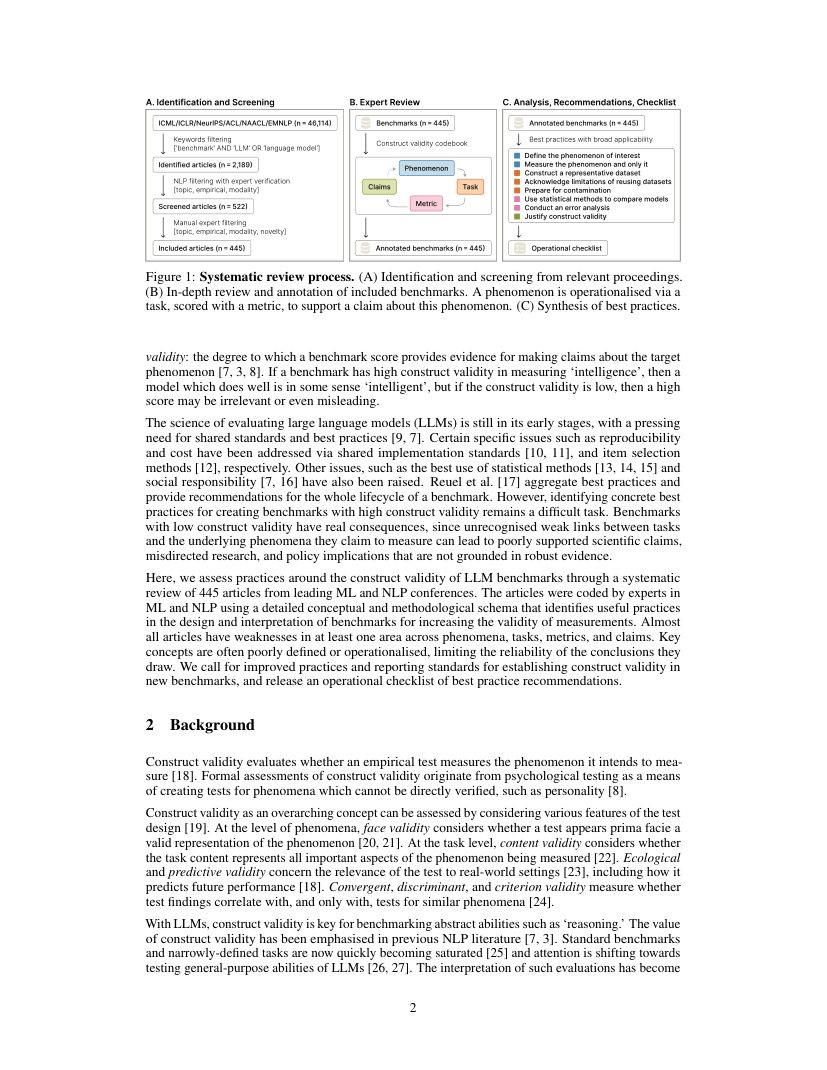 A. Identification and Screening
ICML/ICLR/NeurIPS/ACL/NAACL/EMNLP (n = 46,114)
Keywords filtering
['benchmark' AND 'LLM' OR 'language model']
Identified articles (n = 2,189)
NLP filtering with expert verification
[topic, empirical, modality]
Screened articles (n = 522)
Manual expert filtering
[topic, empirical, modality, novelty]
Included articles (n = 445)
B. Expert Review
Benchmarks (n = 445)
Construct validity codebook
Phenomenon
Claims
Task
Metric
Annotated benchmarks (n = 445)
C. Analysis, Recommendations, Checklist
Annotated benchmarks (n = 445)
Best practices with broad applicability
Define the phenomenon of interest
Measure the phenomenon and only it
Construct a representative dataset
Acknowledge limitations of reusing datasets
Prepare for contamination
Use statistical methods to compare models
Conduct an error analysis
Justify construct validity
Operational checklist
Figure 1: Systematic review process. (A) Identification and screening from relevant proceedings.
(B) In-depth review and annotation of included benchmarks. A phenomenon is operationalised via a
task, scored with a metric, to support a claim about this phenomenon. (C) Synthesis of best practices.
validity: the degree to which a benchmark score provides evidence for making claims about the target
phenomenon [7, 3, 8]. If a benchmark has high construct validity in measuring ‘intelligence’, then a
model which does well is in some sense ‘intelligent’, but if the construct validity is low, then a high
score may be irrelevant or even misleading.
The science of evaluating large language models (LLMs) is still in its early stages, with a pressing
need for shared standards and best practices [9, 7]. Certain specific issues such as reproducibility
and cost have been addressed via shared implementation standards [10, 11], and item selection
methods [12], respectively. Other issues, such as the best use of statistical methods [13, 14, 15] and
social responsibility [7, 16] have also been raised. Reuel et al. [17] aggregate best practices and
provide recommendations for the whole lifecycle of a benchmark. However, identifying concrete best
practices for creating benchmarks with high construct validity remains a difficult task. Benchmarks
with low construct validity have real consequences, since unrecognised weak links between tasks
and the underlying phenomena they claim to measure can lead to poorly supported scientific claims,
misdirected research, and policy implications that are not grounded in robust evidence.
Here, we assess practices around the construct validity of LLM benchmarks through a systematic
review of 445 articles from leading ML and NLP conferences. The articles were coded by experts in
ML and NLP using a detailed conceptual and methodological schema that identifies useful practices
in the design and interpretation of benchmarks for increasing the validity of measurements. Almost
all articles have weaknesses in at least one area across phenomena, tasks, metrics, and claims. Key
concepts are often poorly defined or operationalised, limiting the reliability of the conclusions they
draw. We call for improved practices and reporting standards for establishing construct validity in
new benchmarks, and release an operational checklist of best practice recommendations.
2 Background
Construct validity evaluates whether an empirical test measures the phenomenon it intends to mea-
sure [18]. Formal assessments of construct validity originate from psychological testing as a means
of creating tests for phenomena which cannot be directly verified, such as personality [8].
Construct validity as an overarching concept can be assessed by considering various features of the test
design [19]. At the level of phenomena, face validity considers whether a test appears prima facie a
valid representation of the phenomenon [20, 21]. At the task level, content validity considers whether
the task content represents all important aspects of the phenomenon being measured [22]. Ecological
and predictive validity concern the relevance of the test to real-world settings [23], including how it
predicts future performance [18]. Convergent, discriminant, and criterion validity measure whether
test findings correlate with, and only with, tests for similar phenomena [24].
With LLMs, construct validity is key for benchmarking abstract abilities such as ‘reasoning.’ The value
of construct validity has been emphasised in previous NLP literature [7, 3]. Standard benchmarks
and narrowly-defined tasks are now quickly becoming saturated [25] and attention is shifting towards
testing general-purpose abilities of LLMs [26, 27]. The interpretation of such evaluations has become
2